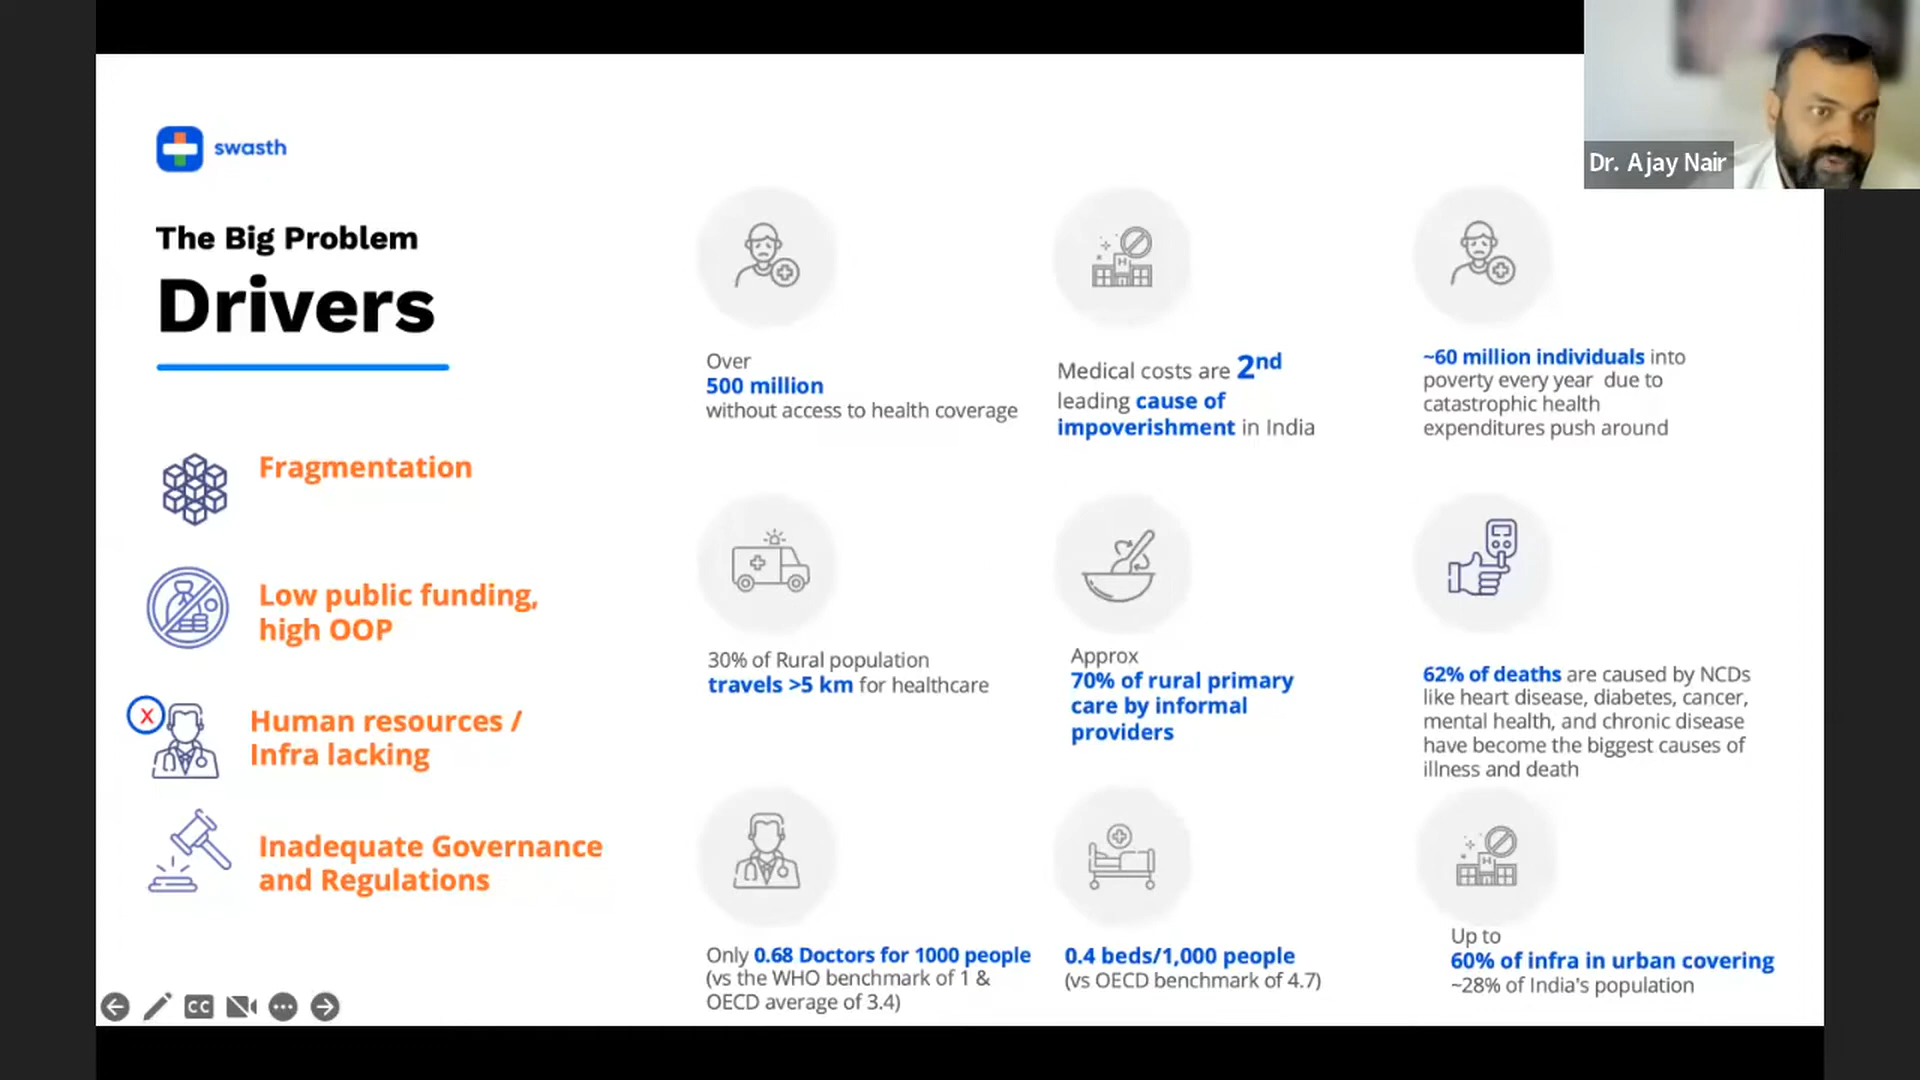 Dr. Ajay Nair
swasth
The Big Problem
Drivers
Fragmentation
Low public funding,
high OOP
X
Human resources /
Infra lacking
Inadequate Governance
and Regulations
Over
500 million
without access to health coverage
H
Medical costs are 2nd
leading cause of
impoverishment in India
~60 million individuals into
poverty every year due to
catastrophic health
expenditures push around
30% of Rural population
travels >5 km for healthcare
Approx
70% of rural primary
care by informal
providers
62% of deaths are caused by NCDs
like heart disease, diabetes, cancer,
mental health, and chronic disease
have become the biggest causes of
illness and death
Only 0.68 Doctors for 1000 people
(vs the WHO benchmark of 1 &
OECD average of 3.4)
0.4 beds/1,000 people
(vs OECD benchmark of 4.7)
H
Up to
60% of infra in urban covering
~28% of India's population
CC